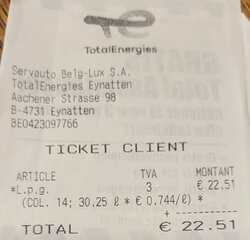 TotalEnergies
Servauto Belg-Lux S.A.
TotalEnergies Eynatten
Aachener Strasse 98
B-4731 Eynatten
BE0423097766
TICKET CLIENT
ARTICLE TVA MONTANT
*L.p.g. 3 € 22.51
(COL. 14; 30.25 ℓ * € 0.744/ℓ) *
+ --------------
TOTAL € 22.51